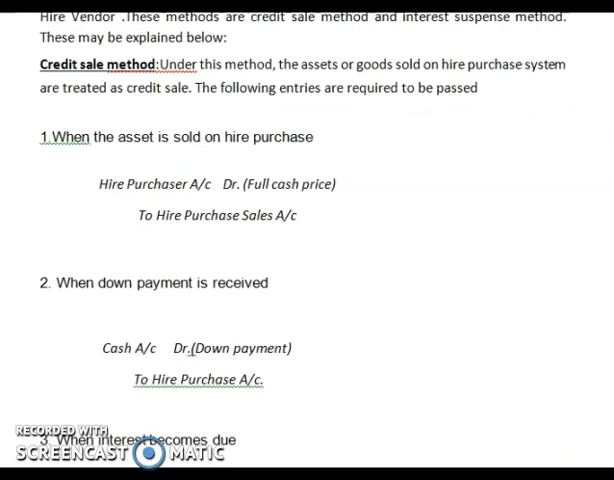 Hire Vendor .These methods are credit sale method and interest suspense method.
These may be explained below:
Credit sale method:Under this method, the assets or goods sold on hire purchase system
are treated as credit sale. The following entries are required to be passed
1.When the asset is sold on hire purchase
Hire Purchaser A/c Dr. (Full cash price)
To Hire Purchase Sales A/c
2. When down payment is received
Cash A/c Dr.(Down payment)
To Hire Purchase A/c.
3. When interest becomes due
RECORDED WITH
SCREENCAST MATIC